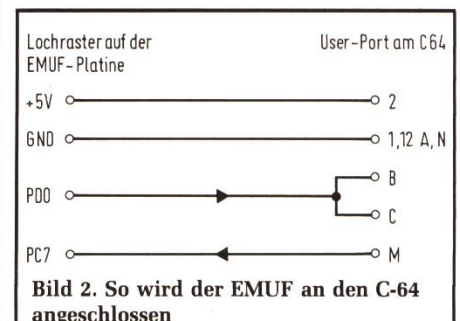 Lochraster auf der
EMUF-Platine
User-Port am C64
+5V 2
GND 1,12 A,N
PD0 B
C
PC7 M
Bild 2. So wird der EMUF an den C-64
angeschlossen